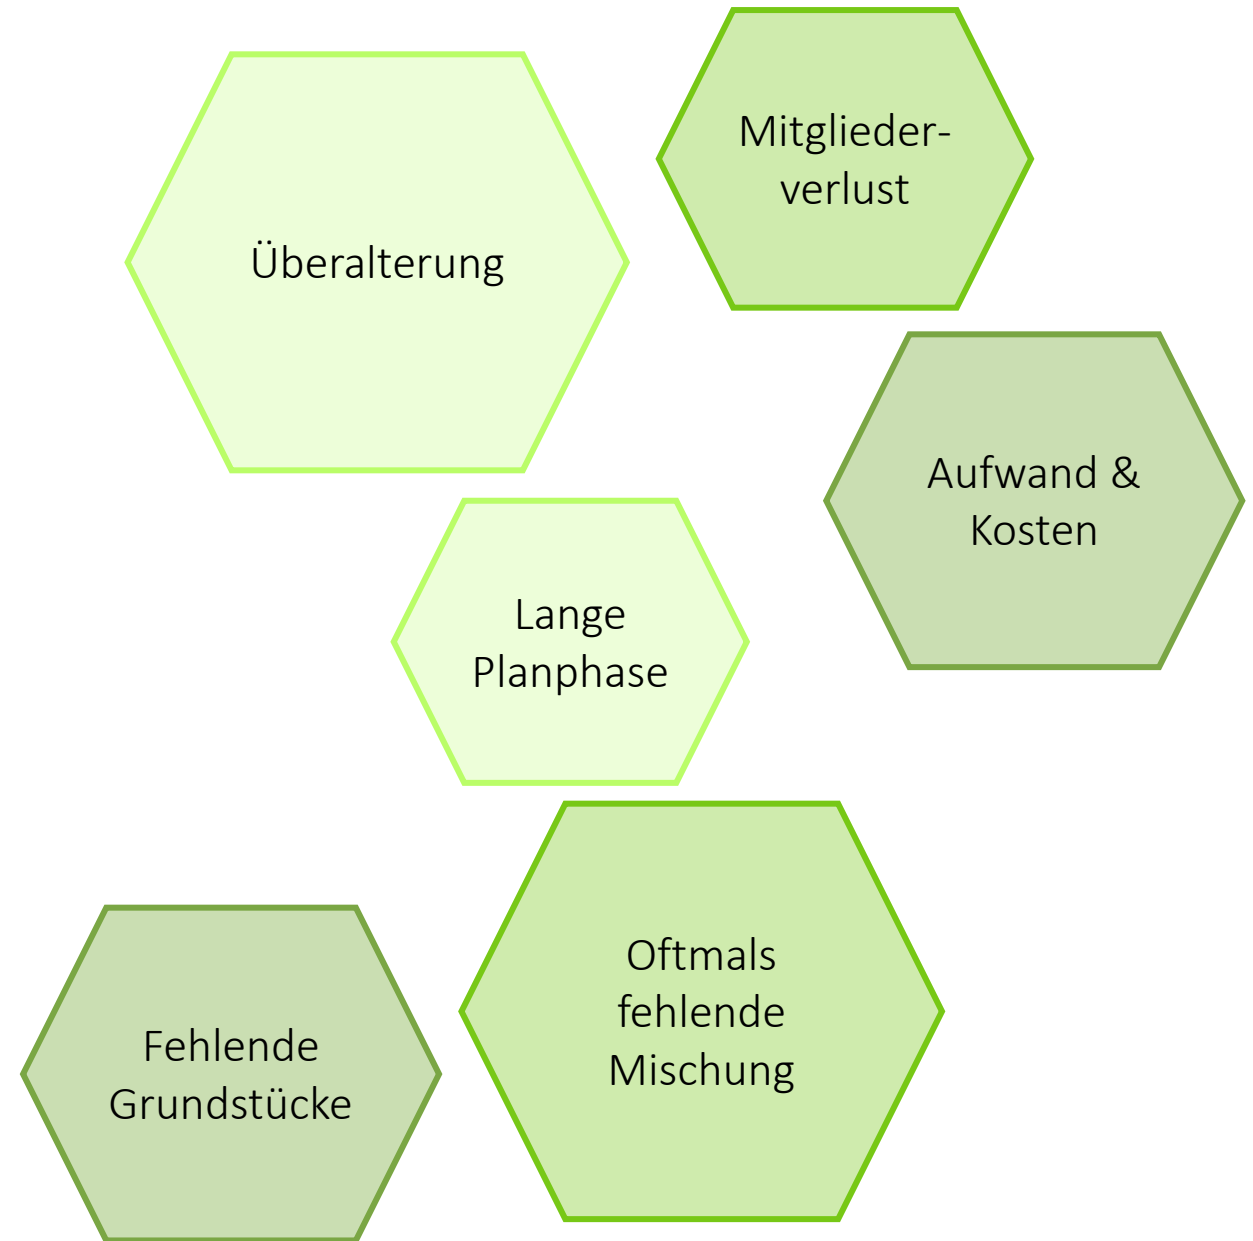 Mitglieder-
verlust
Überalterung
Aufwand &
Kosten
Lange
Planphase
Oftmals
fehlende
Mischung
Fehlende
Grundstücke